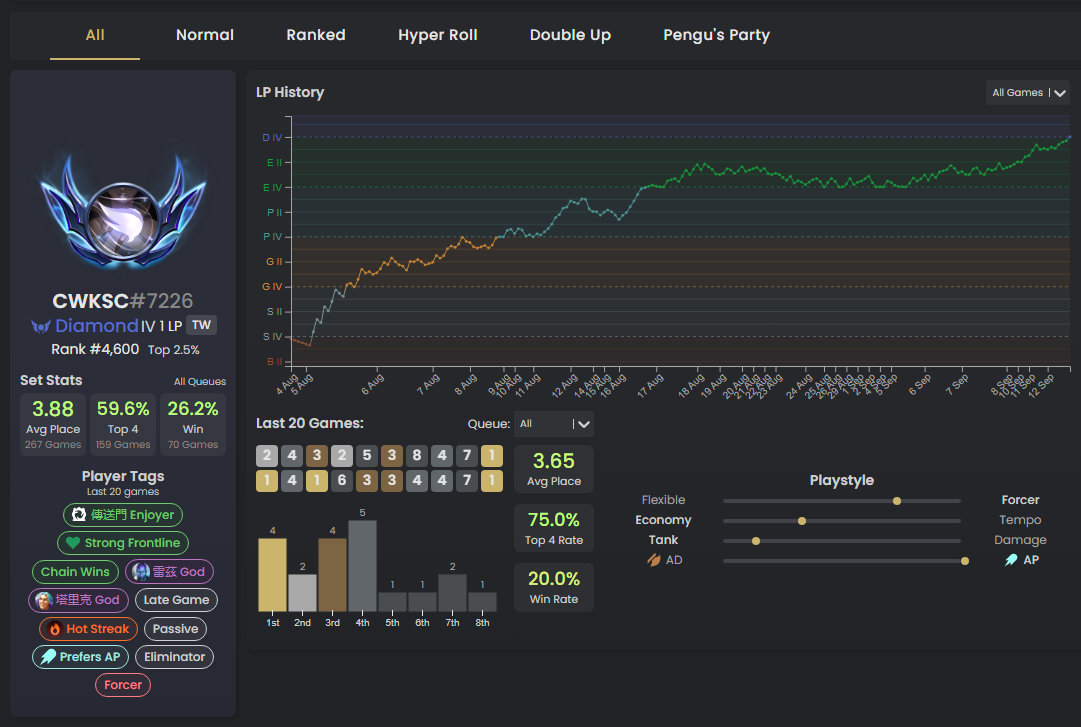 All Normal Ranked Hyper Roll Double Up Pengu's Party
CWKSC#7226
Diamond IV 1 LP TW
Rank #4,600 Top 2.5%
Set Stats All Queues
3.88 59.6% 26.2%
Avg Place Top 4 Win
267 Games 159 Games 70 Games
Player Tags
Last 20 games
傳送門 Enjoyer
Strong Frontline
Chain Wins 雷茲 God
塔里克 God Late Game
Hot Streak Passive
Prefers AP Eliminator
Forcer
LP History
All Games
D IV
E II
E IV
P II
P IV
G II
G IV
S II
S IV
B II
4 Aug 5 Aug 6 Aug 7 Aug 8 Aug 9 Aug 10 Aug 11 Aug 12 Aug 14 Aug 15 Aug 16 Aug 17 Aug 18 Aug 19 Aug 20 Aug 21 Aug 22 Aug 23 Aug 24 Aug 25 Aug 26 Aug 29 Aug 1 Sep 2 Sep 4 Sep 5 Sep 6 Sep 7 Sep 8 Sep 10 Sep 11 Sep 12 Sep
Last 20 Games: Queue: All
2 4 3 2 5 3 8 4 7 1
1 4 1 6 3 3 4 4 7 1
3.65
Avg Place
75.0%
Top 4 Rate
20.0%
Win Rate
4 2 4 5 1 1 2 1
1st 2nd 3rd 4th 5th 6th 7th 8th
Playstyle
Flexible Forcer
Economy Tempo
Tank Damage
AD AP